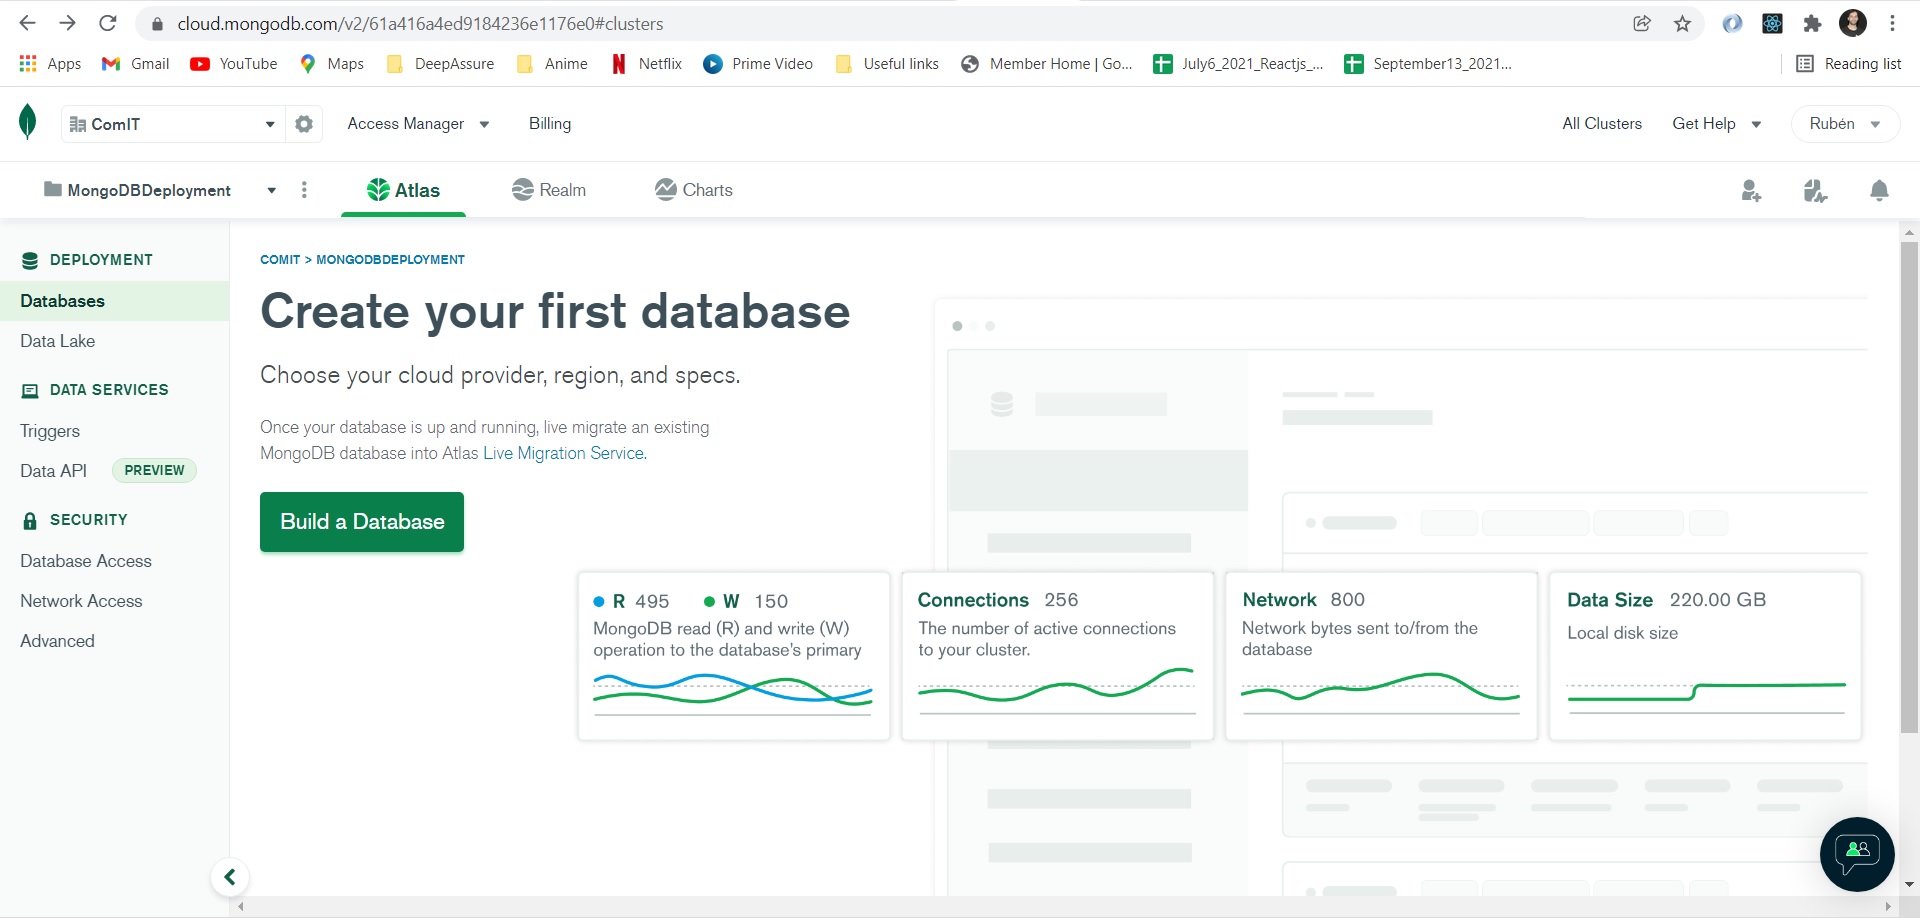 cloud.mongodb.com/v2/61a416a4ed9184236e1176e0#clusters
Apps Gmail YouTube Maps DeepAssure Anime Netflix Prime Video Useful links Member Home | Go... July6_2021_Reactjs_... September13_2021... Reading list
ComIT Access Manager Billing All Clusters Get Help Rubén
MongoDBDeployment Atlas Realm Charts
DEPLOYMENT
Databases
Data Lake
DATA SERVICES
Triggers
Data API PREVIEW
SECURITY
Database Access
Network Access
Advanced
COMIT > MONGODBDEPLOYMENT
Create your first database
Choose your cloud provider, region, and specs.
Once your database is up and running, live migrate an existing
MongoDB database into Atlas Live Migration Service.
Build a Database
R 495 W 150
MongoDB read (R) and write (W)
operation to the database's primary
Connections 256
The number of active connections
to your cluster.
Network 800
Network bytes sent to/from the
database
Data Size 220.00 GB
Local disk size